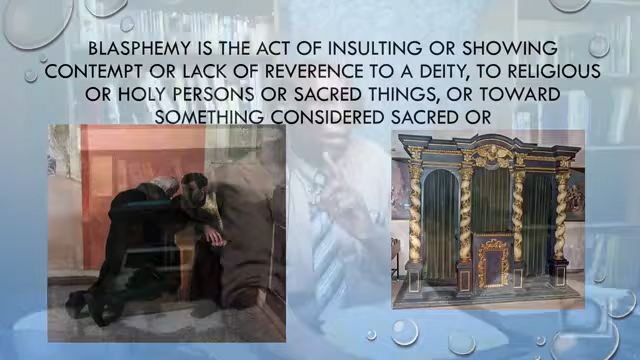 BLASPHEMY IS THE ACT OF INSULTING OR SHOWING
CONTEMPT OR LACK OF REVERENCE TO A DEITY, TO RELIGIOUS
OR HOLY PERSONS OR SACRED THINGS, OR TOWARD
SOMETHING CONSIDERED SACRED OR